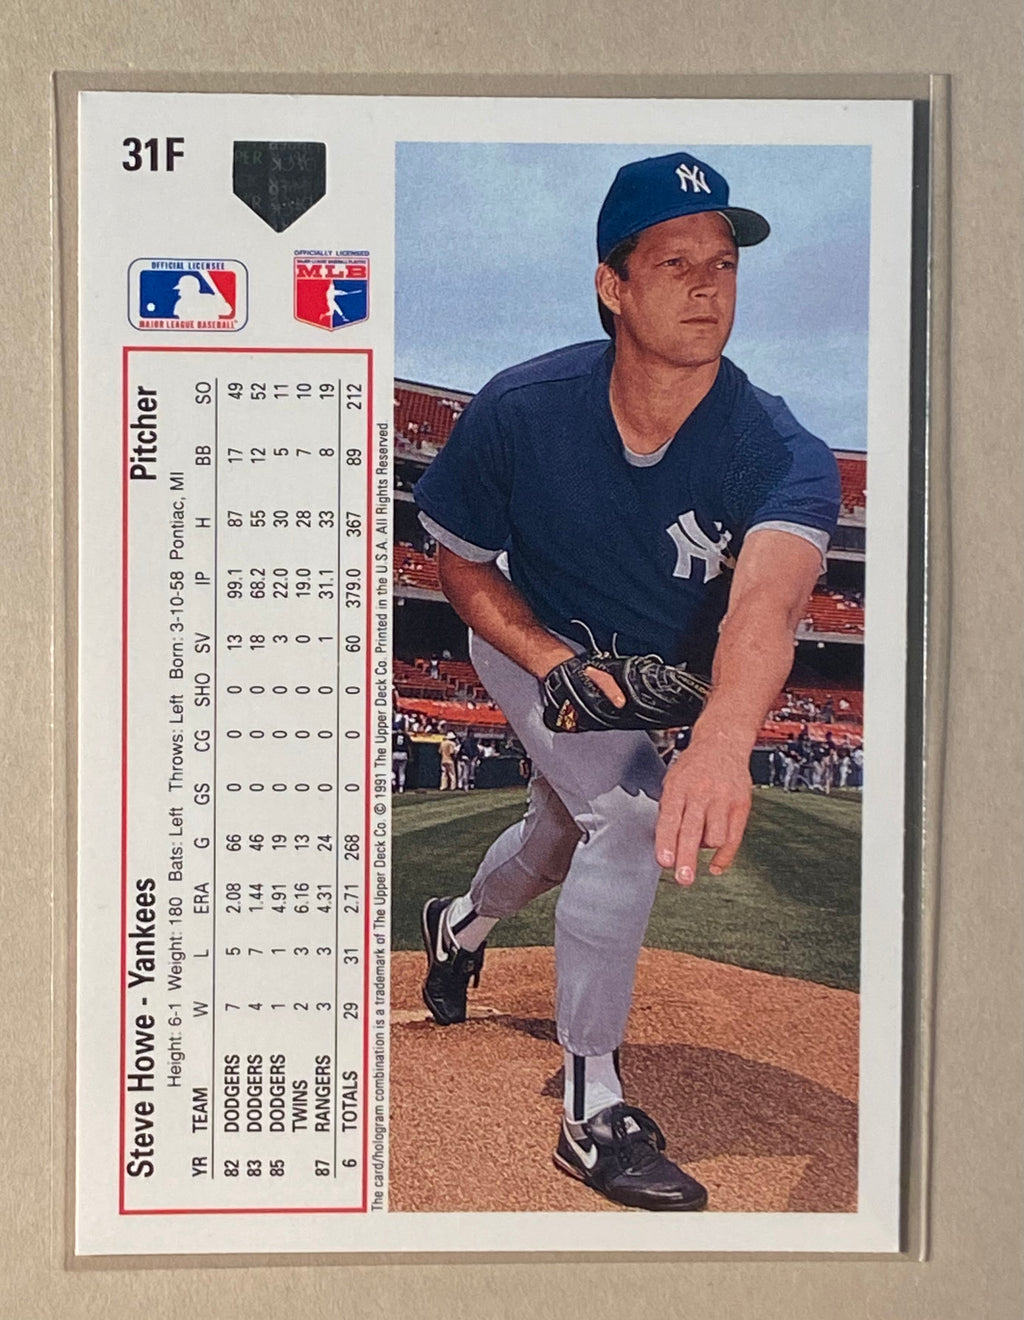 31F
OFFICIAL LICENSEE
MAJOR LEAGUE BASEBALL
OFFICIALLY LICENSED
MAJOR LEAGUE BASEBALL PLAYERS
MLB
Steve Howe - Yankees Pitcher
Height: 6-1 Weight: 180 Bats: Left Throws: Left Born: 3-10-58 Pontiac, MI
YR TEAM W L ERA G GS CG SHO SV IP H BB SO
82 DODGERS 7 5 2.08 66 0 0 0 13 99.1 87 17 49
83 DODGERS 4 7 1.44 46 0 0 0 18 68.2 55 12 52
85 DODGERS 1 1 4.91 19 0 0 0 3 22.0 30 5 11
TWINS 2 3 6.16 13 0 0 0 0 19.0 28 7 10
87 RANGERS 3 3 4.31 24 0 0 0 1 31.1 33 8 19
6 TOTALS 29 31 2.71 268 0 0 0 60 379.0 367 89 212
The card/hologram combination is a trademark of The Upper Deck Co. © 1991 The Upper Deck Co. Printed in the U.S.A. All Rights Reserved
NY
NY